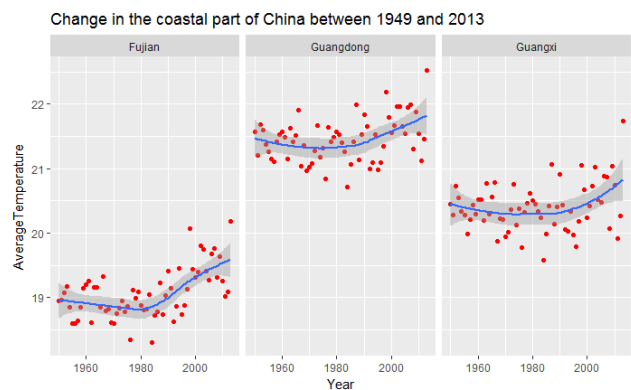 Change in the coastal part of China between 1949 and 2013
Fujian Guangdong Guangxi
AverageTemperature
22
21
20
19
1960 1980 2000 1960 1980 2000 1960 1980 2000
Year